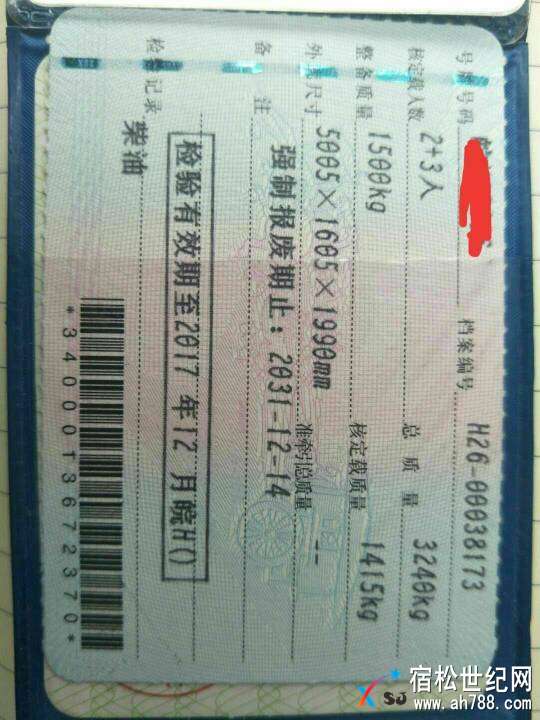 号牌号码 档案编号 H26-00038173
核定载人数 2+3人 总质量 3240kg
整备质量 1500kg 核定载质量 1415kg
外廓尺寸 5005×1605×1990mm 准牵引总质量 --
备注 强制报废期止：2031-12-14
检验有效期至2017年12月皖H()
检验记录
柴油
*3400013672370*
宿松世纪网
www.ah788.com